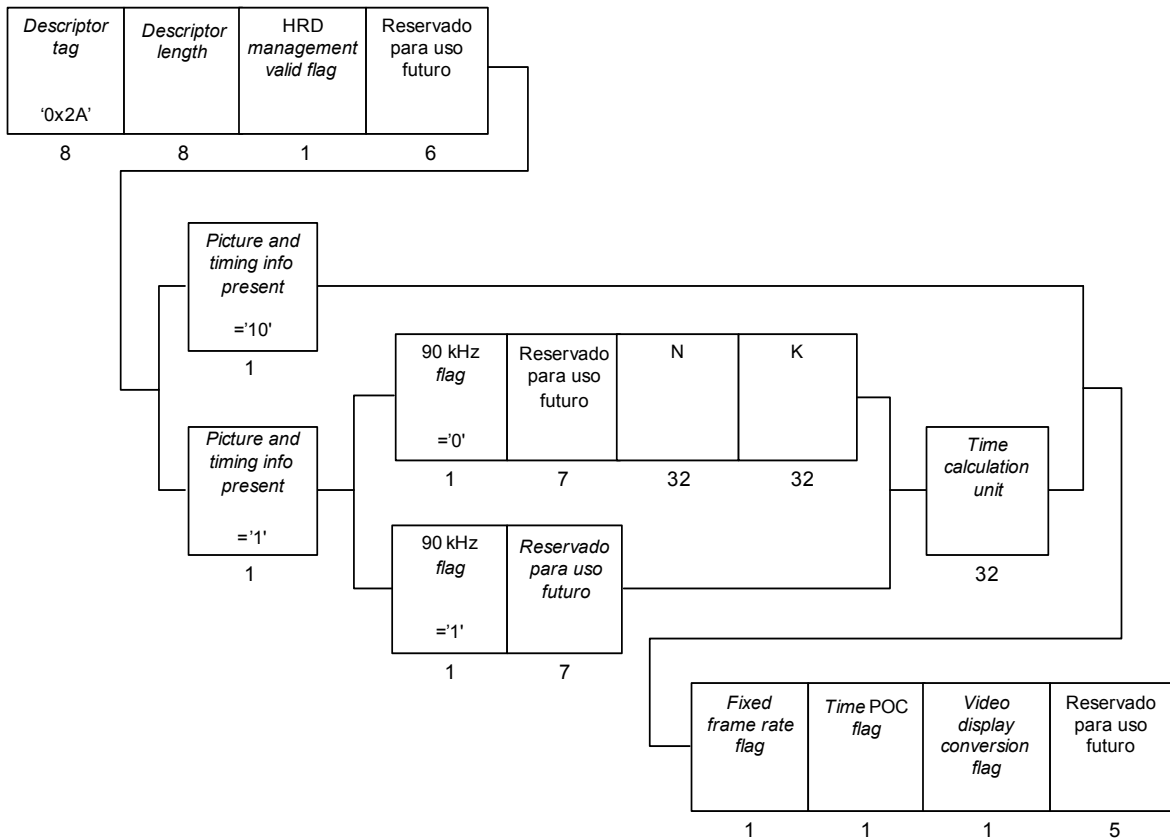 Descriptor
tag
'0x2A'
8
Descriptor
length
8
HRD
management
valid flag
1
Reservado
para uso
futuro
6
Picture and
timing info
present
='10'
1
Picture and
timing info
present
='1'
1
90 kHz
flag
='0'
1
Reservado
para uso
futuro
7
N
32
K
32
90 kHz
flag
='1'
1
Reservado
para uso
futuro
7
Time
calculation
unit
32
Fixed
frame rate
flag
1
Time POC
flag
1
Video
display
conversion
flag
1
Reservado
para uso
futuro
5